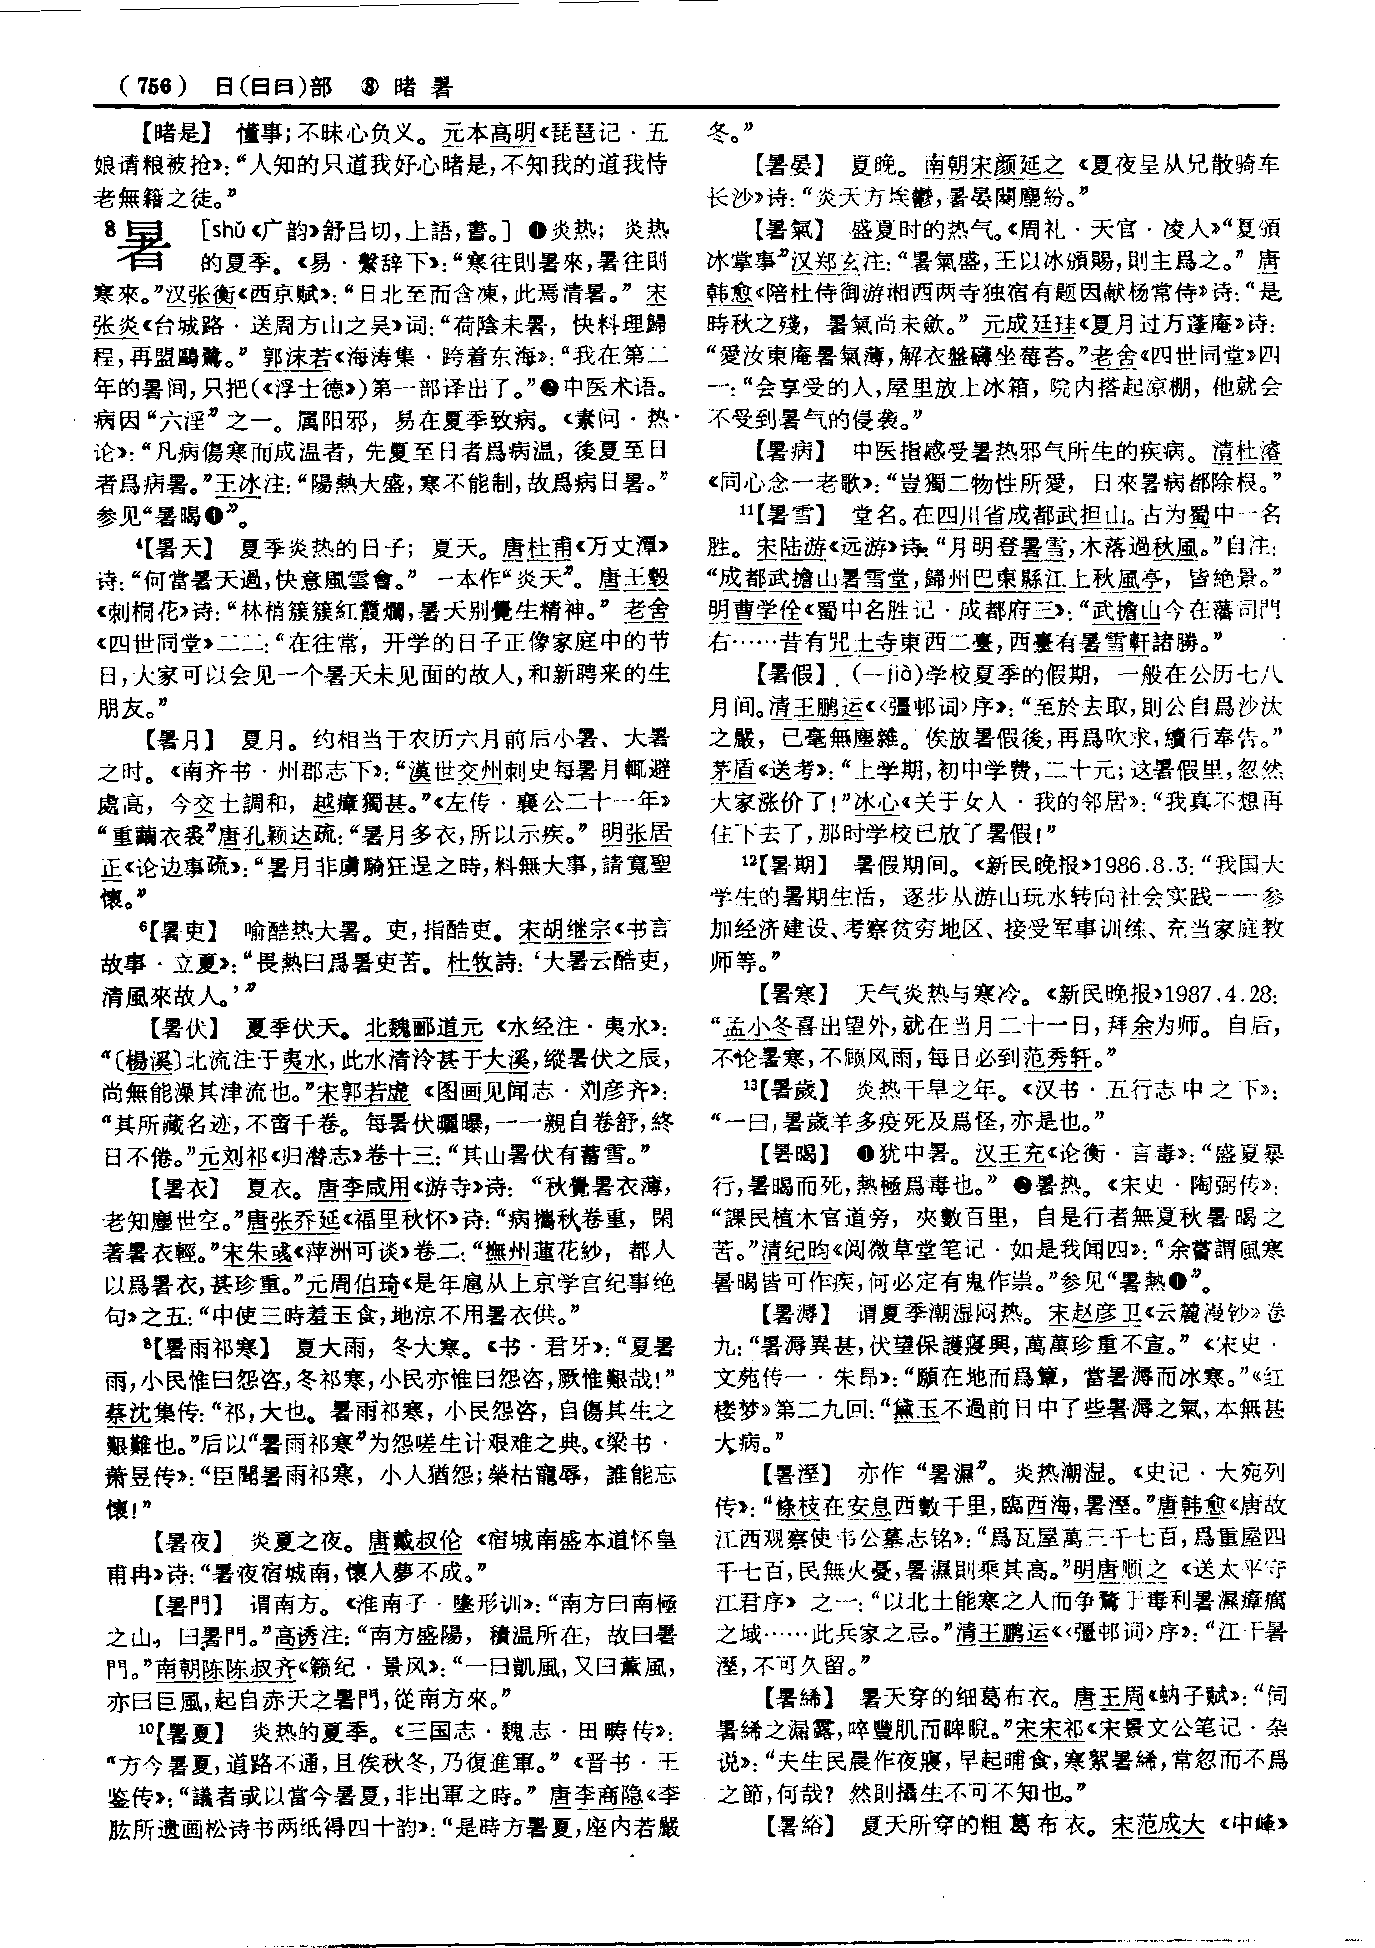 (756) 日(日曰)部 ⑧ 暏 暑
【暏是】 懂事;不昧心负义。元本高明《琵琶记·五
娘请粮被抢》:“人知的只道我好心暏是,不知我的道我恃
老無籍之徒。”
8暑 [shǔ《广韵》舒吕切,上語,書。] ❶炎热;炎热
的夏季。《易·繫辞下》:“寒往則暑來,暑往則
寒來。”汉张衡《西京赋》:“日北至而含凍,此焉清暑。” 宋
张炎《台城路·送周方山之吴》词:“荷陰未暑,快料理歸
程,再盟鷗鷺。” 郭沫若《海涛集·跨着东海》:“我在第二
年的暑间,只把(《浮士德》)第一部译出了。”❷中医术语。
病因“六淫”之一。属阳邪,易在夏季致病。《素问·热
论》:“凡病傷寒而成温者,先夏至日者爲病温,後夏至日
者爲病暑。”王冰注:“陽熱大盛,寒不能制,故爲病日暑。”
参见“暑暍❶”。
4【暑天】 夏季炎热的日子;夏天。唐杜甫《万丈潭》
诗:“何當暑天過,快意風雲會。” 一本作“炎天”。唐王毂
《刺桐花》诗:“林梢簇簇紅霞爛,暑天别覺生精神。” 老舍
《四世同堂》二二:“在往常,开学的日子正像家庭中的节
日,大家可以会见一个暑天未见面的故人,和新聘来的生
朋友。”
【暑月】 夏月。约相当于农历六月前后小暑、大暑
之时。《南齐书·州郡志下》:“漢世交州刺史每暑月輒避
處高,今交土調和,越瘴獨甚。”《左传·襄公二十一年》
“重繭衣裘”唐孔颖达疏:“暑月多衣,所以示疾。” 明张居
正《论边事疏》:“暑月非虜騎狂逞之時,料無大事,請寬聖
懷。”
6【暑吏】 喻酷热大暑。吏,指酷吏。宋胡继宗《书言
故事·立夏》:“畏熱曰爲暑吏苦。杜牧詩:‘大暑云酷吏,
清風來故人。’”
【暑伏】 夏季伏天。北魏郦道元《水经注·夷水》:
“〔楊溪〕北流注于夷水,此水清泠甚于大溪,縱暑伏之辰,
尚無能澡其津流也。”宋郭若虚《图画见闻志·刘彦齐》:
“其所藏名迹,不啻千卷。每暑伏曬曝,一一親自卷舒,終
日不倦。”元刘祁《归潜志》卷十三:“其山暑伏有蓄雪。”
【暑衣】 夏衣。唐李咸用《游寺》诗:“秋覺暑衣薄,
老知塵世空。”唐张乔延《福里秋怀》诗:“病攜秋卷重,閑
著暑衣輕。”宋朱彧《萍洲可谈》卷二:“撫州蓮花紗,都人
以爲暑衣,甚珍重。”元周伯琦《是年扈从上京学宫纪事绝
句》之五:“中使三時羞玉食,地涼不用暑衣供。”
8【暑雨祁寒】 夏大雨,冬大寒。《书·君牙》:“夏暑
雨,小民惟曰怨咨,冬祁寒,小民亦惟曰怨咨,厥惟艱哉!”
蔡沈集传:“祁,大也。暑雨祁寒,小民怨咨,自傷其生之
艱難也。”后以“暑雨祁寒”为怨嗟生计艰难之典。《梁书·
萧昱传》:“臣聞暑雨祁寒,小人猶怨;榮枯寵辱,誰能忘
懷!”
【暑夜】 炎夏之夜。唐戴叔伦《宿城南盛本道怀皇
甫冉》诗:“暑夜宿城南,懷人夢不成。”
【暑門】 谓南方。《淮南子·墬形训》:“南方曰南極
之山,曰暑門。”高诱注:“南方盛陽,積温所在,故曰暑
門。”南朝陈陈叔齐《籁纪·景风》:“一曰凱風,又曰薰風,
亦曰巨風,起自赤天之暑門,從南方來。”
10【暑夏】 炎热的夏季。《三国志·魏志·田畴传》:
“方今暑夏,道路不通,且俟秋冬,乃復進軍。” 《晋书·王
鉴传》:“議者或以當今暑夏,非出軍之時。” 唐李商隐《李
肱所遗画松诗书两纸得四十韵》:“是時方暑夏,座内若嚴
冬。”
【暑晏】 夏晚。南朝宋颜延之《夏夜呈从兄散骑车
长沙》诗:“炎天方埃鬱,暑晏闋塵紛。”
【暑氣】 盛夏时的热气。《周礼·天官·凌人》“夏頒
冰掌事”汉郑玄注:“暑氣盛,王以冰頒賜,則主爲之。” 唐
韩愈《陪杜侍御游湘西两寺独宿有题因献杨常侍》诗:“是
時秋之殘,暑氣尚未斂。” 元成廷珪《夏月过万蓬庵》诗:
“愛汝東庵暑氣薄,解衣盤礴坐莓苔。”老舍《四世同堂》四
一:“会享受的人,屋里放上冰箱,院内搭起凉棚,他就会
不受到暑气的侵袭。”
【暑病】 中医指感受暑热邪气所生的疾病。清杜濬
《同心念一老歌》:“豈獨二物性所愛,日來暑病都除根。”
11【暑雪】 堂名。在四川省成都武担山。古为蜀中一名
胜。宋陆游《远游》诗:“月明登暑雪,木落過秋風。”自注:
“成都武擔山暑雪堂,歸州巴東縣江上秋風亭,皆絶景。”
明曹学佺《蜀中名胜记·成都府三》:“武擔山今在藩司門
右……昔有咒土寺東西二臺,西臺有暑雪軒諸勝。”
【暑假】 (—jià)学校夏季的假期,一般在公历七八
月间。清王鹏运《〈彊邨词〉序》:“至於去取,則公自爲沙汰
之嚴,已毫無塵雜。俟放暑假後,再爲吹求,續行奉告。”
茅盾《送考》:“上学期,初中学费,二十元;这暑假里,忽然
大家涨价了!”冰心《关于女人·我的邻居》:“我真不想再
住下去了,那时学校已放了暑假!”
12【暑期】 暑假期间。《新民晚报》1986.8.3:“我国大
学生的暑期生活,逐步从游山玩水转向社会实践——参
加经济建设、考察贫穷地区、接受军事训练、充当家庭教
师等。”
【暑寒】 天气炎热与寒冷。《新民晚报》1987.4.28:
“孟小冬喜出望外,就在当月二十一日,拜余为师。自后,
不论暑寒,不顾风雨,每日必到范秀轩。”
13【暑歲】 炎热干旱之年。《汉书·五行志中之下》:
“一曰,暑歲羊多疫死及爲怪,亦是也。”
【暑暍】 ❶犹中暑。汉王充《论衡·言毒》:“盛夏暴
行,暑暍而死,熱極爲毒也。” ❷暑热。《宋史·陶弼传》:
“課民植木官道旁,夾數百里,自是行者無夏秋暑暍之
苦。”清纪昀《阅微草堂笔记·如是我闻四》:“余嘗謂風寒
暑暍皆可作疾,何必定有鬼作祟。”参见“暑熱❶”。
【暑溽】 谓夏季潮湿闷热。宋赵彦卫《云麓漫钞》卷
九:“暑溽異甚,伏望保護寢興,萬萬珍重不宣。”《宋史·
文苑传一·朱昂》:“願在地而爲簟,當暑溽而冰寒。”《红
楼梦》第二九回:“黛玉不過前日中了些暑溽之氣,本無甚
大病。”
【暑溼】 亦作“暑濕”。炎热潮湿。《史记·大宛列
传》:“條枝在安息西數千里,臨西海,暑溼。”唐韩愈《唐故
江西观察使韦公墓志铭》:“爲瓦屋萬三千七百,爲重屋四
千七百,民無火憂,暑濕則乘其高。”明唐顺之《送太平守
江君序》之一:“以北土能寒之人而争騖于毒利暑濕瘴癘
之域……此兵家之忌。”清王鹏运《〈彊邨词〉序》:“江干暑
溼,不可久留。”
【暑絺】 暑天穿的细葛布衣。唐王周《蚋子赋》:“伺
暑絺之漏露,啐豐肌而睥睨。”宋宋祁《宋景文公笔记·杂
说》:“夫生民晨作夜寢,早起晡食,寒絮暑絺,常忽而不爲
之節,何哉?然則攝生不可不知也。”
【暑綌】 夏天所穿的粗葛布衣。宋范成大《中峰》